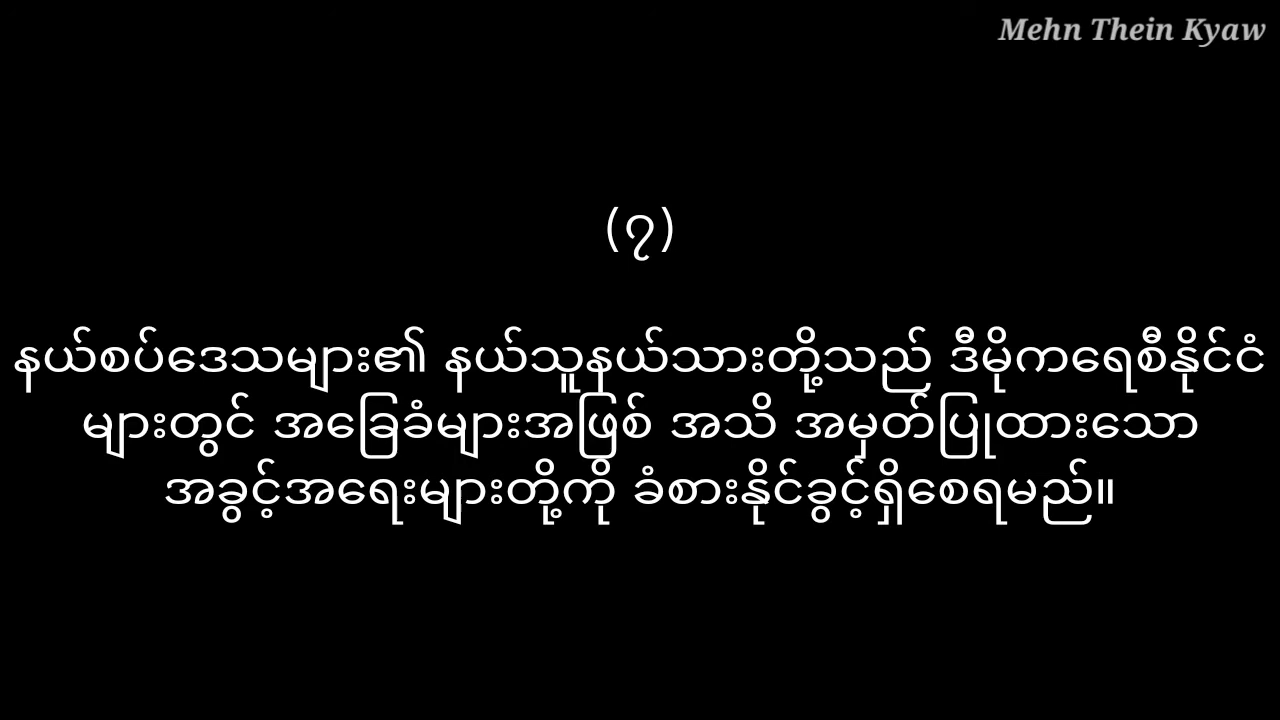 Mehn Thein Kyaw
(၇)
နယ်စပ်ဒေသများ၏ နယ်သူနယ်သားတို့သည် ဒီမိုကရေစီနိုင်ငံ
များတွင် အခြေခံများအဖြစ် အသိ အမှတ်ပြုထားသော
အခွင့်အရေးများတို့ကို ခံစားနိုင်ခွင့်ရှိစေရမည်။